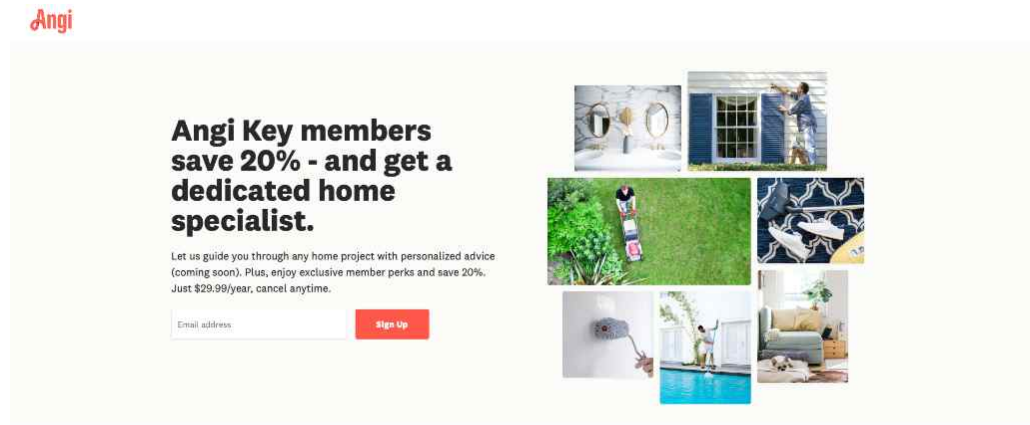 Angi
Angi Key members
save 20% - and get a
dedicated home
specialist.
Let us guide you through any home project with personalized advice
(coming soon). Plus, enjoy exclusive member perks and save 20%.
Just $29.99/year, cancel anytime.
Email address
Sign Up